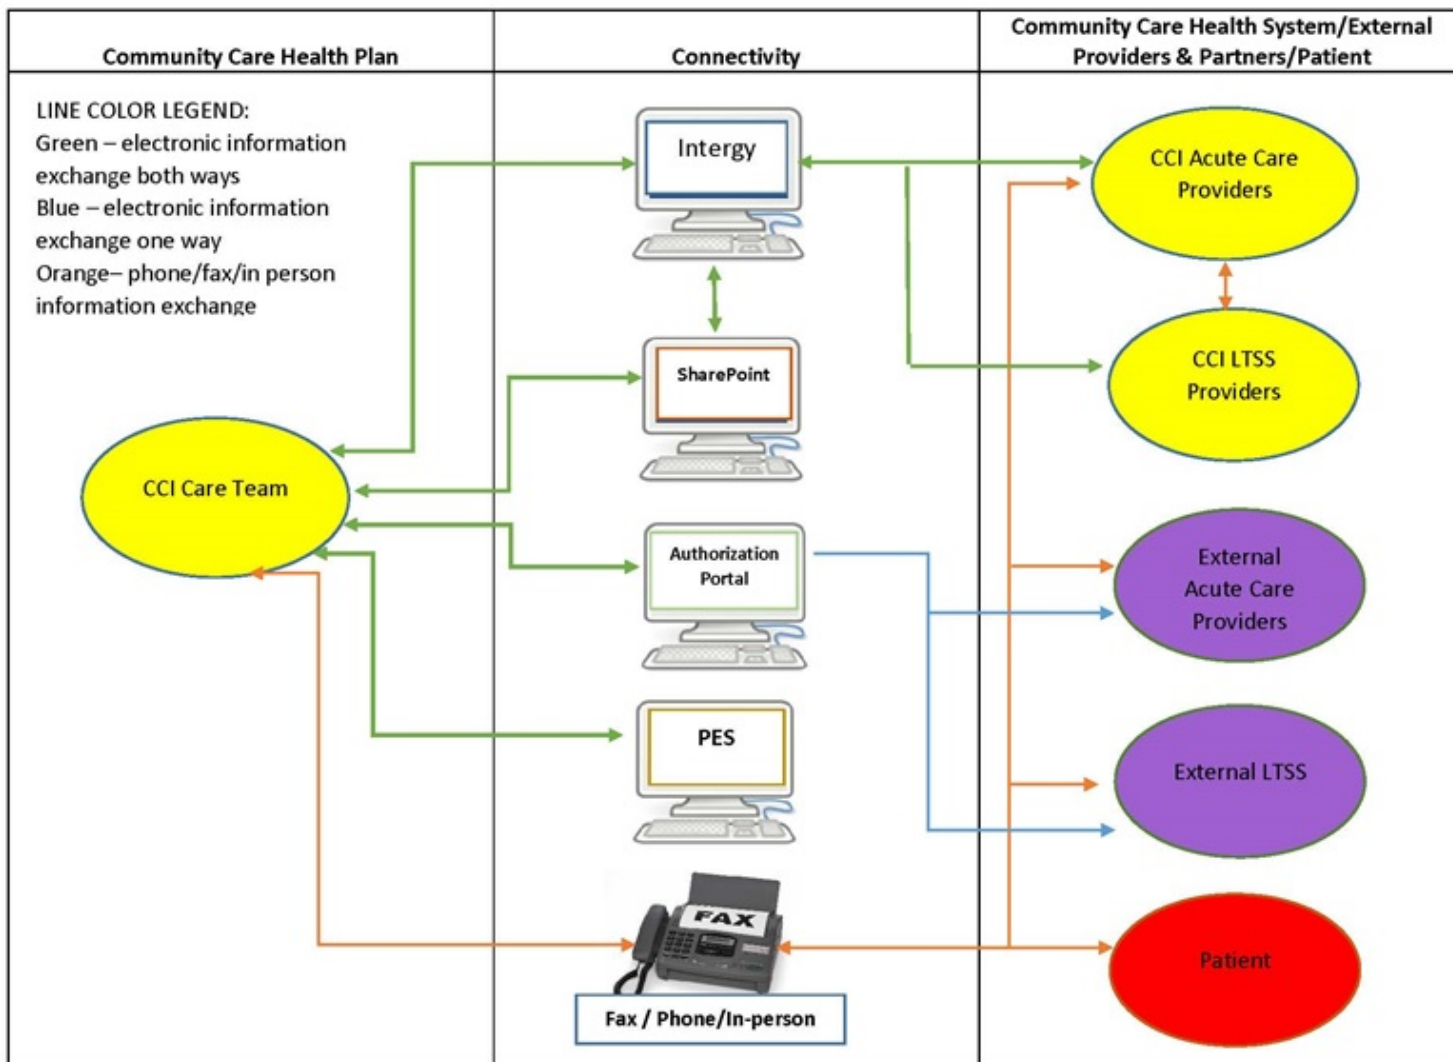 Community Care Health Plan
Connectivity
Community Care Health System/External
Providers & Partners/Patient
LINE COLOR LEGEND:
Green – electronic information
exchange both ways
Blue – electronic information
exchange one way
Orange– phone/fax/in person
information exchange
CCI Care Team
Intergy
SharePoint
Authorization
Portal
PES
FAX
Fax / Phone/In-person
CCI Acute Care
Providers
CCI LTSS
Providers
External
Acute Care
Providers
External LTSS
Patient